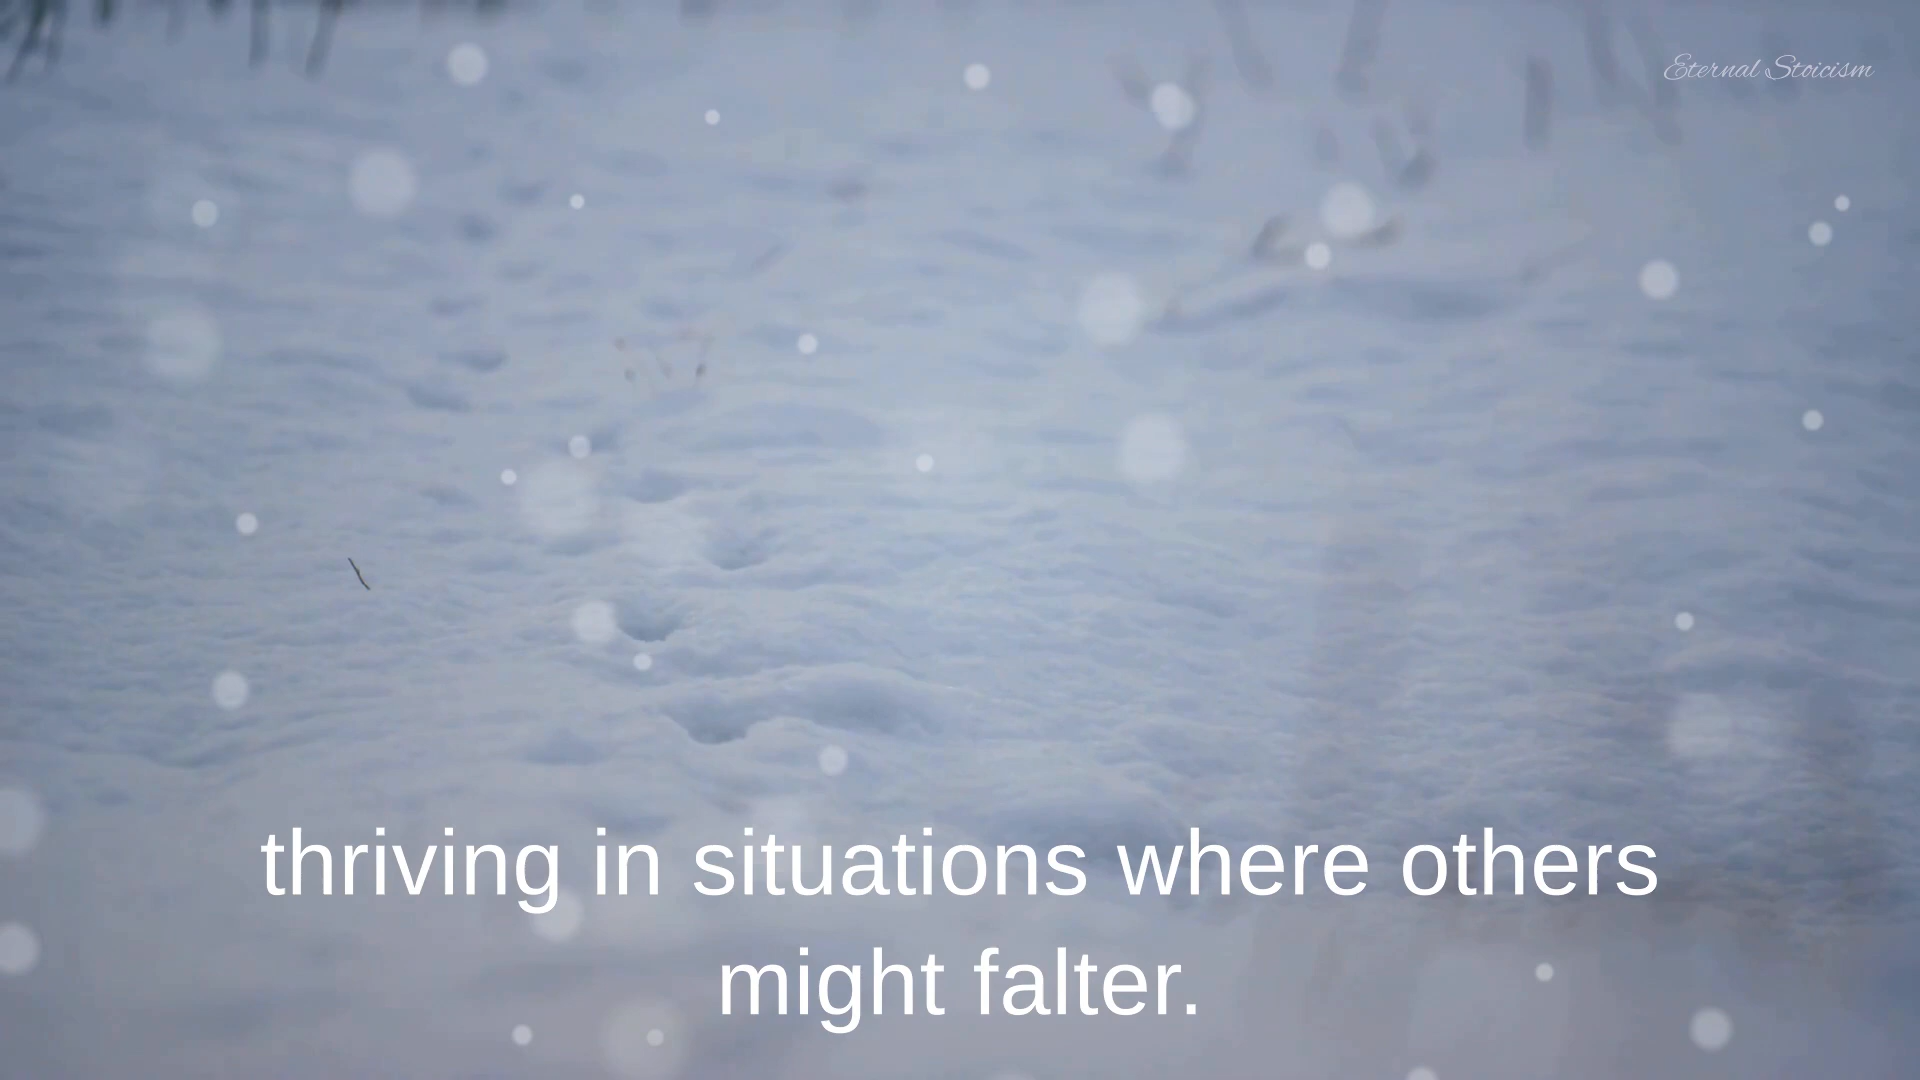 Eternal Stoicism
thriving in situations where others
might falter.